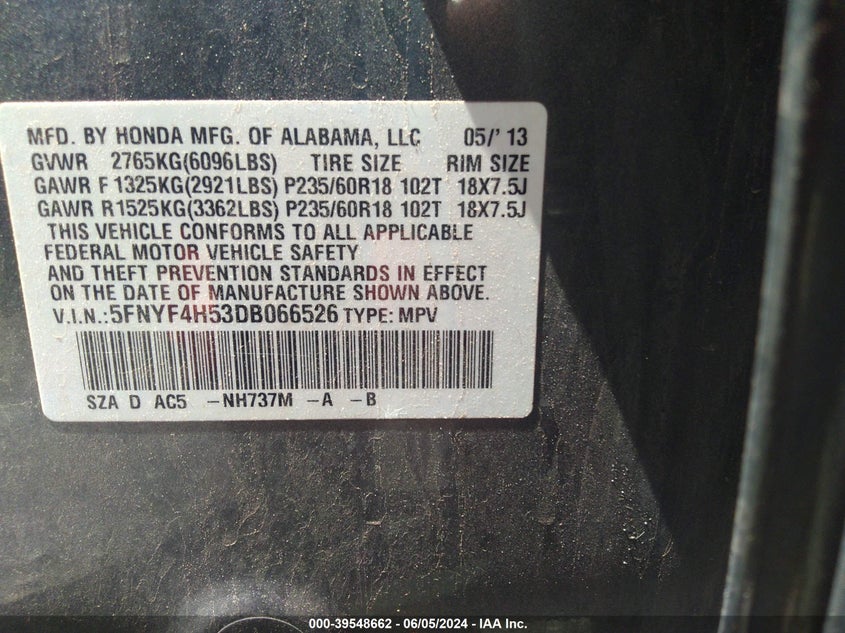 MFD. BY HONDA MFG. OF ALABAMA, LLC 05/' 13
GVWR 2765KG(6096LBS) TIRE SIZE RIM SIZE
GAWR F 1325KG(2921LBS) P235/60R18 102T 18X7.5J
GAWR R1525KG(3362LBS) P235/60R18 102T 18X7.5J
THIS VEHICLE CONFORMS TO ALL APPLICABLE
FEDERAL MOTOR VEHICLE SAFETY
AND THEFT PREVENTION STANDARDS IN EFFECT
ON THE DATE OF MANUFACTURE SHOWN ABOVE.
V.I.N.:5FNYF4H53DB066526 TYPE: MPV
SZA D AC5 -NH737M -A -B
000-39548662 - 06/05/2024 - IAA Inc.